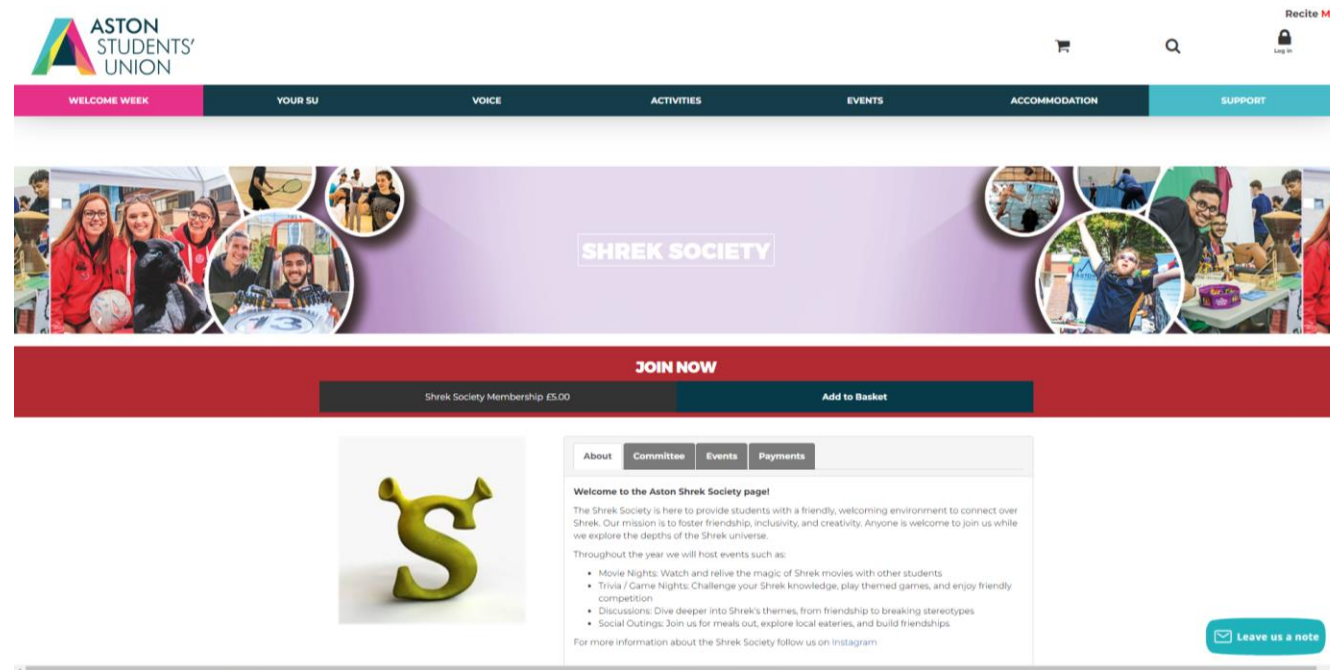 Recite M
ASTON
STUDENTS'
UNION
Log in
WELCOME WEEK
YOUR SU
VOICE
ACTIVITIES
EVENTS
ACCOMMODATION
SUPPORT
SHREK SOCIETY
13
JOIN NOW
Shrek Society Membership £5.00
Add to Basket
S
About
Committee
Events
Payments
Welcome to the Aston Shrek Society page!
The Shrek Society is here to provide students with a friendly, welcoming environment to connect over
Shrek. Our mission is to foster friendship, inclusivity, and creativity. Anyone is welcome to join us while
we explore the depths of the Shrek universe.
Throughout the year we will host events such as:
• Movie Nights: Watch and relive the magic of Shrek movies with other students
• Trivia / Game Nights: Challenge your Shrek knowledge, play themed games, and enjoy friendly
competition
• Discussions: Dive deeper into Shrek's themes, from friendship to breaking stereotypes
• Social Outings: Join us for meals out, explore local eateries, and build friendships
For more information about the Shrek Society follow us on Instagram
Leave us a note